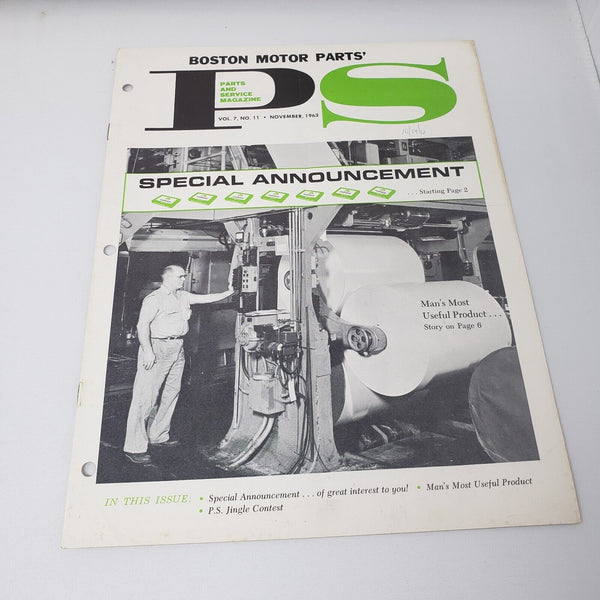 BOSTON MOTOR PARTS'
PS
PARTS
AND
SERVICE
MAGAZINE
VOL. 7, NO. 11 • NOVEMBER, 1962
SPECIAL ANNOUNCEMENT
. . . Starting Page 2
Man's Most
Useful Product . . .
Story on Page 6
IN THIS ISSUE: • Special Announcement . . . of great interest to you! • Man's Most Useful Product
• P.S. Jingle Contest